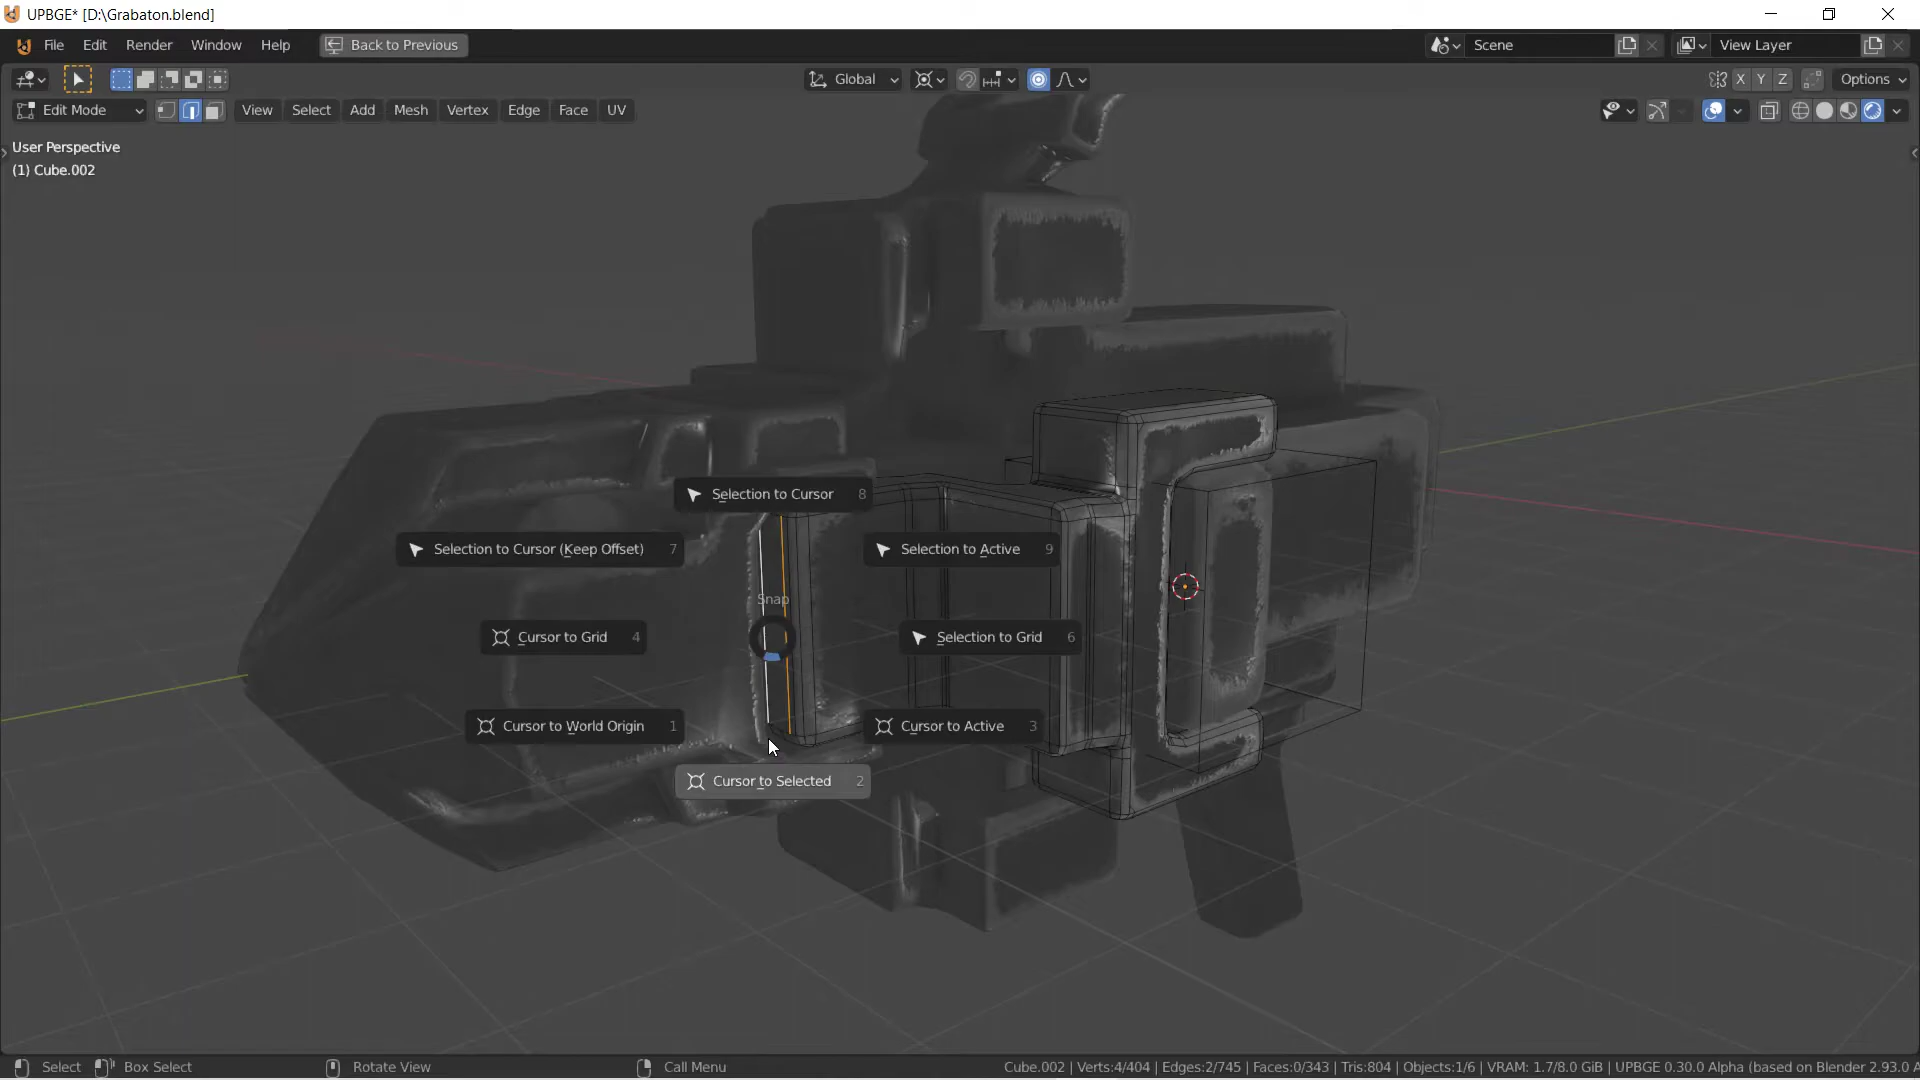 UPBGE* [D:\Grabaton.blend]
File Edit Render Window Help Back to Previous Scene View Layer
Global X Y Z Options
Edit Mode View Select Add Mesh Vertex Edge Face UV
User Perspective
(1) Cube.002
Selection to Cursor 8
Selection to Cursor (Keep Offset) 7
Selection to Active 9
Snap
Cursor to Grid 4
Selection to Grid 6
Cursor to World Origin 1
Cursor to Active 3
Cursor to Selected 2
Select Box Select Rotate View Call Menu Cube.002 | Verts:4/404 | Edges:2/745 | Faces:0/343 | Tris:804 | Objects:1/6 | VRAM: 1.7/8.0 GiB | UPBGE 0.30.0 Alpha (based on Blender 2.93.0 A